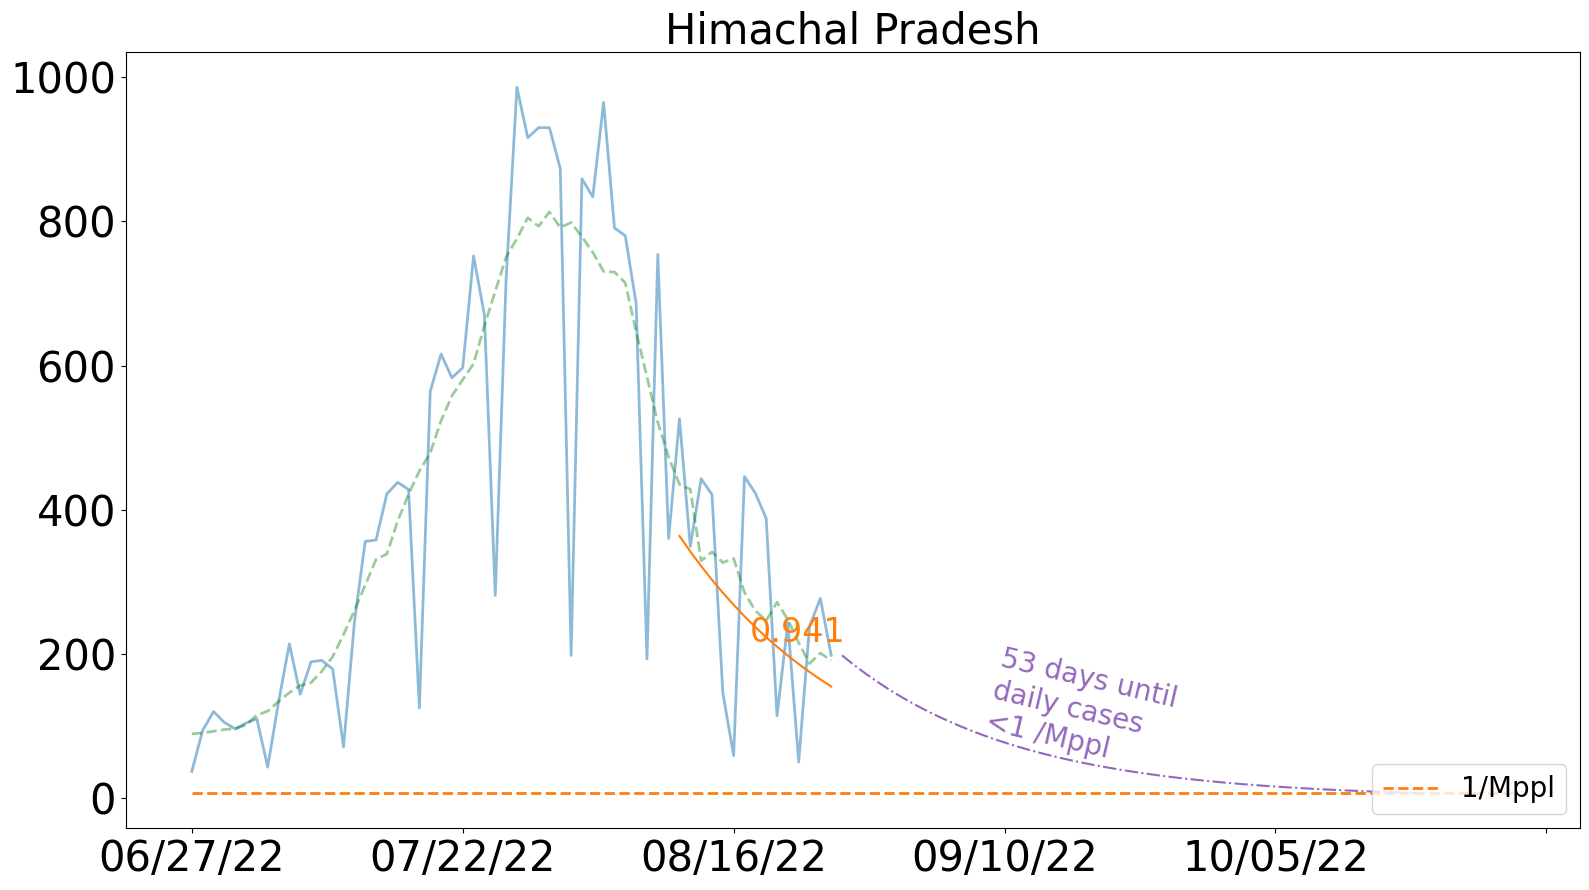 Himachal Pradesh
1000
800
600
400
200
0
0.941
53 days until
daily cases
<1 /Mppl
1/Mppl
06/27/22
07/22/22
08/16/22
09/10/22
10/05/22